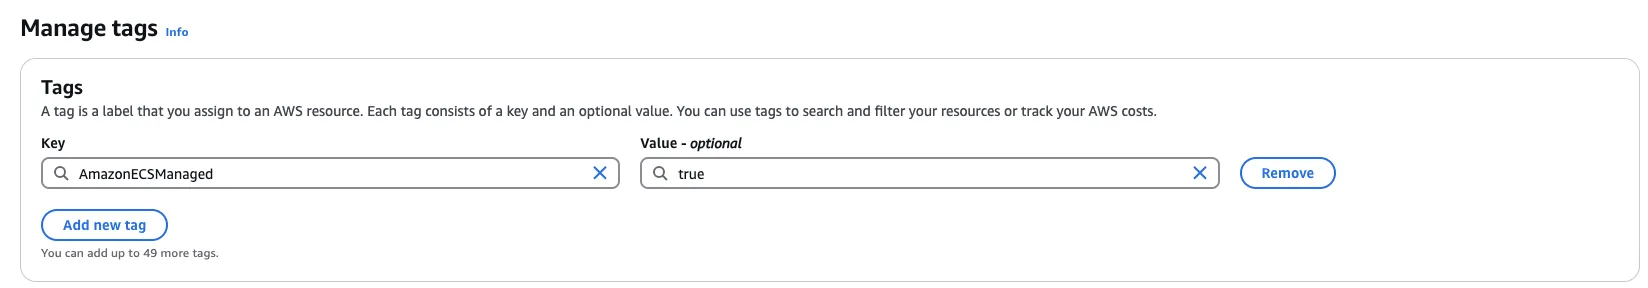 Manage tags Info
Tags
A tag is a label that you assign to an AWS resource. Each tag consists of a key and an optional value. You can use tags to search and filter your resources or track your AWS costs.
Key
Value - optional
AmazonECSManaged
true
Remove
Add new tag
You can add up to 49 more tags.